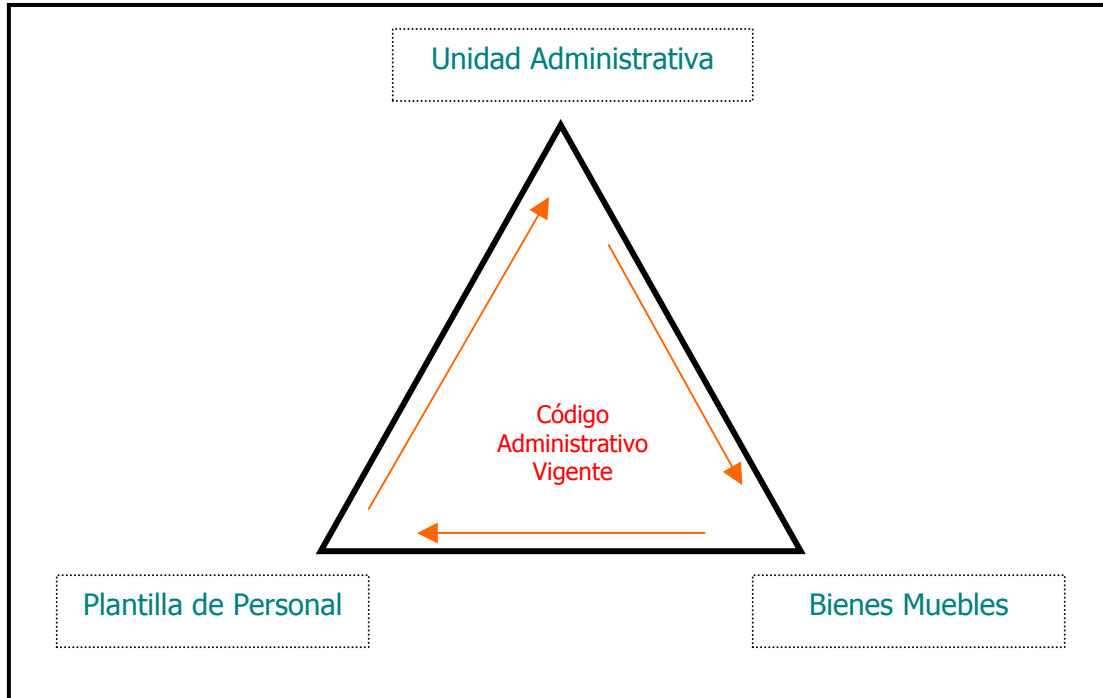 Unidad Administrativa
Código
Administrativo
Vigente
Plantilla de Personal
Bienes Muebles